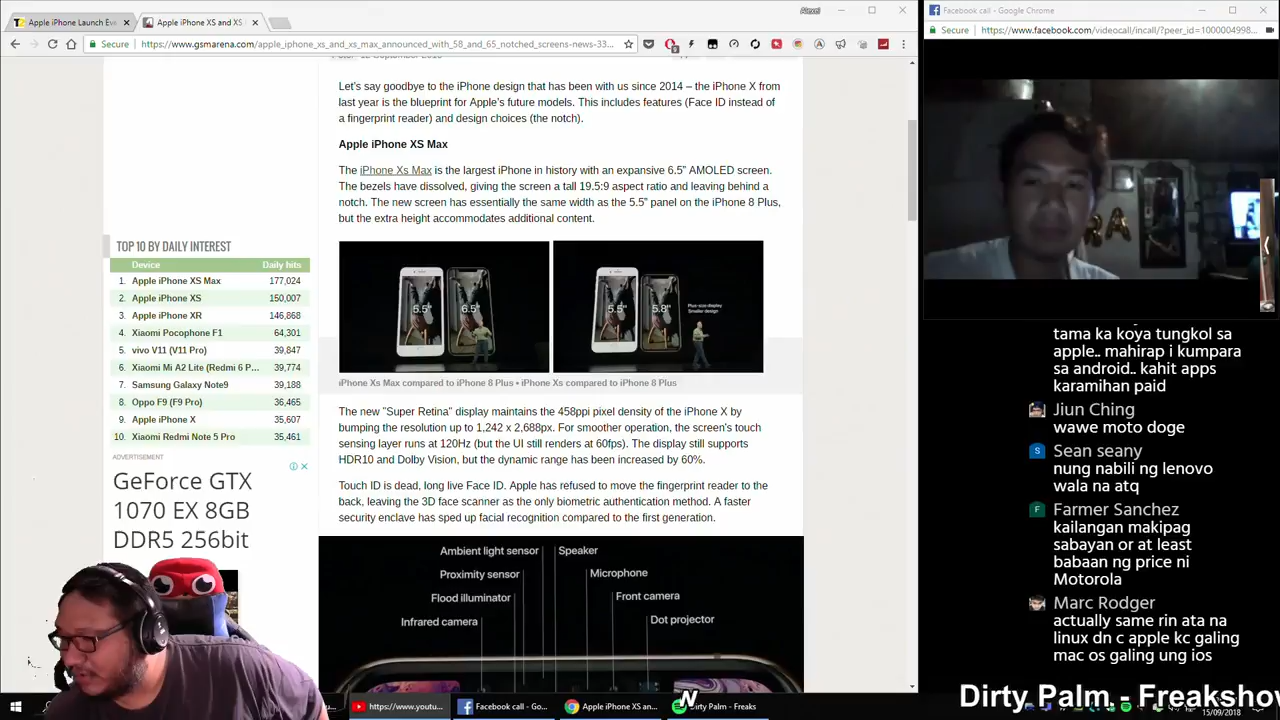 Apple iPhone Launch Eve
Apple iPhone XS and XS
Alexei
Facebook call - Google Chrome
Secure
https://www.gsmarena.com/apple_iphone_xs_and_xs_max_announced_with_58_and_65_notched_screens-news-33...
Secure
https://www.facebook.com/videocall/incall/?peer_id=1000004998...
Let's say goodbye to the iPhone design that has been with us since 2014 – the iPhone X from
last year is the blueprint for Apple's future models. This includes features (Face ID instead of
a fingerprint reader) and design choices (the notch).
Apple iPhone XS Max
The iPhone Xs Max is the largest iPhone in history with an expansive 6.5" AMOLED screen.
The bezels have dissolved, giving the screen a tall 19.5:9 aspect ratio and leaving behind a
notch. The new screen has essentially the same width as the 5.5" panel on the iPhone 8 Plus,
but the extra height accommodates additional content.
5.5"
6.5"
5.5"
5.8"
Plus-size display
Smaller design
iPhone Xs Max compared to iPhone 8 Plus • iPhone Xs compared to iPhone 8 Plus
The new "Super Retina" display maintains the 458ppi pixel density of the iPhone X by
bumping the resolution up to 1,242 x 2,688px. For smoother operation, the screen's touch
sensing layer runs at 120Hz (but the UI still renders at 60fps). The display still supports
HDR10 and Dolby Vision, but the dynamic range has been increased by 60%.
Touch ID is dead, long live Face ID. Apple has refused to move the fingerprint reader to the
back, leaving the 3D face scanner as the only biometric authentication method. A faster
security enclave has sped up facial recognition compared to the first generation.
Ambient light sensor
Speaker
Proximity sensor
Microphone
Flood illuminator
Front camera
Infrared camera
Dot projector
TOP 10 BY DAILY INTEREST
Device Daily hits
1. Apple iPhone XS Max 177,024
2. Apple iPhone XS 150,007
3. Apple iPhone XR 146,868
4. Xiaomi Pocophone F1 64,301
5. vivo V11 (V11 Pro) 39,847
6. Xiaomi Mi A2 Lite (Redmi 6 P... 39,774
7. Samsung Galaxy Note9 39,188
8. Oppo F9 (F9 Pro) 36,465
9. Apple iPhone X 35,607
10. Xiaomi Redmi Note 5 Pro 35,461
ADVERTISEMENT
GeForce GTX
1070 EX 8GB
DDR5 256bit
tama ka koya tungkol sa
apple.. mahirap i kumpara
sa android.. kahit apps
karamihan paid
Jiun Ching
wawe moto doge
S Sean seany
nung nabili ng lenovo
wala na atq
F Farmer Sanchez
kailangan makipag
sabayan or at least
babaan ng price ni
Motorola
Marc Rodger
actually same rin ata na
linux dn c apple kc galing
mac os galing ung ios
https://www.youtu...
Facebook call - Go...
Apple iPhone XS an...
Dirty Palm - Freaks
N
Dirty Palm - Freakshow
15/09/2018